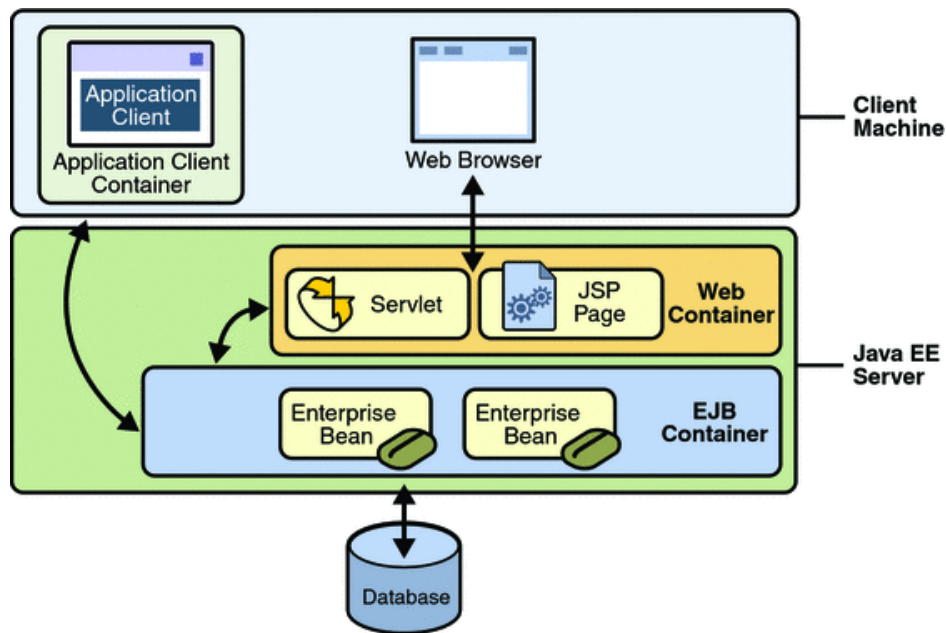 Application
Client
Application Client
Container
Web Browser
Client
Machine
Servlet
JSP
Page
Web
Container
Java EE
Server
Enterprise
Bean
Enterprise
Bean
EJB
Container
Database